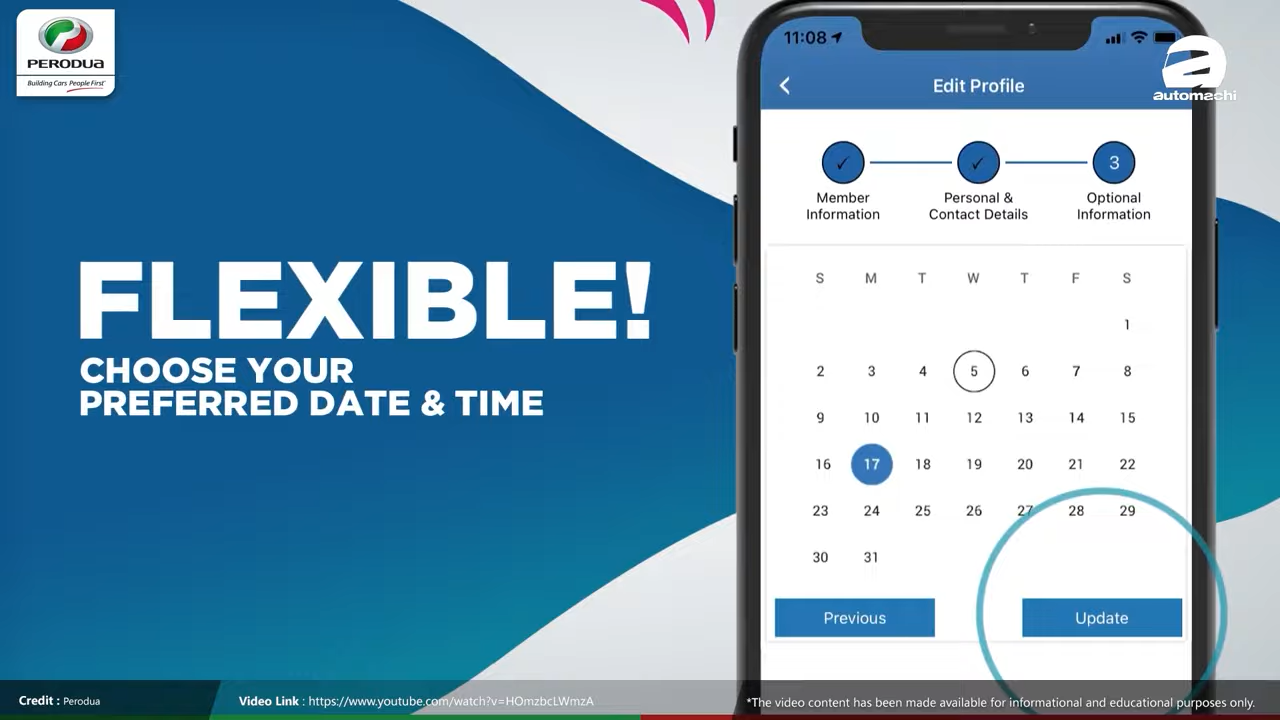 PERODUA
Building Cars People First
FLEXIBLE!
CHOOSE YOUR
PREFERRED DATE & TIME
11:08
automachi
Edit Profile
3
Member
Information
Personal &
Contact Details
Optional
Information
S M T W T F S
1
2 3 4 5 6 7 8
9 10 11 12 13 14 15
16 17 18 19 20 21 22
23 24 25 26 27 28 29
30 31
Previous
Update
Credit : Perodua
Video Link : https://www.youtube.com/watch?v=HOmzbcLWmzA
*The video content has been made available for informational and educational purposes only.